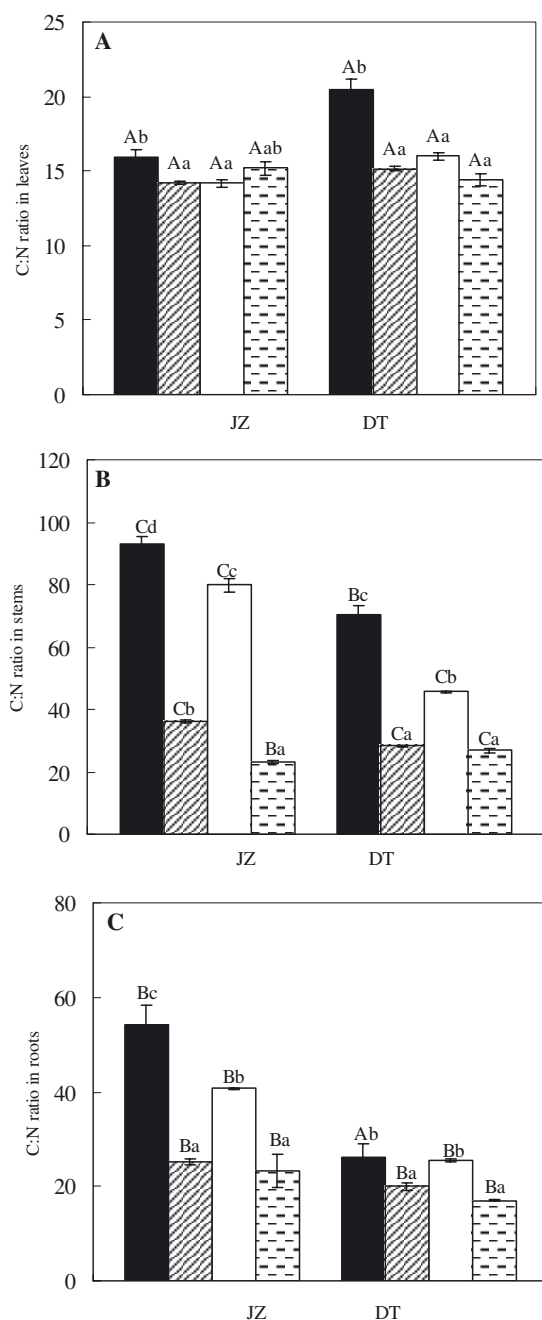 A
25
20
15
10
5
0
C:N ratio in leaves
Ab Aa Aa Aab Ab Aa Aa Aa
JZ DT
B
120
100
80
60
40
20
0
C:N ratio in stems
Cd Cb Cc Ba Bc Ca Cb Ca
JZ DT
C
80
60
40
20
0
C:N ratio in roots
Bc Ba Bb Ba Ab Ba Bb Ba
JZ DT